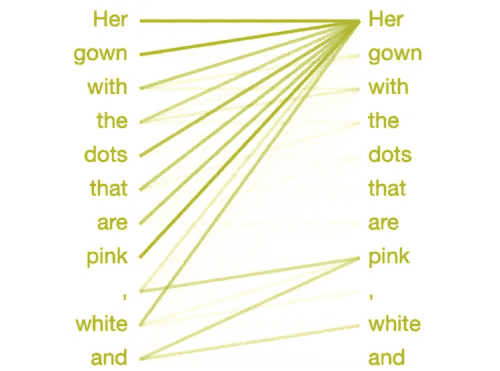 Her Her
gown gown
with with
the the
dots dots
that that
are are
pink pink
, ,
white white
and and